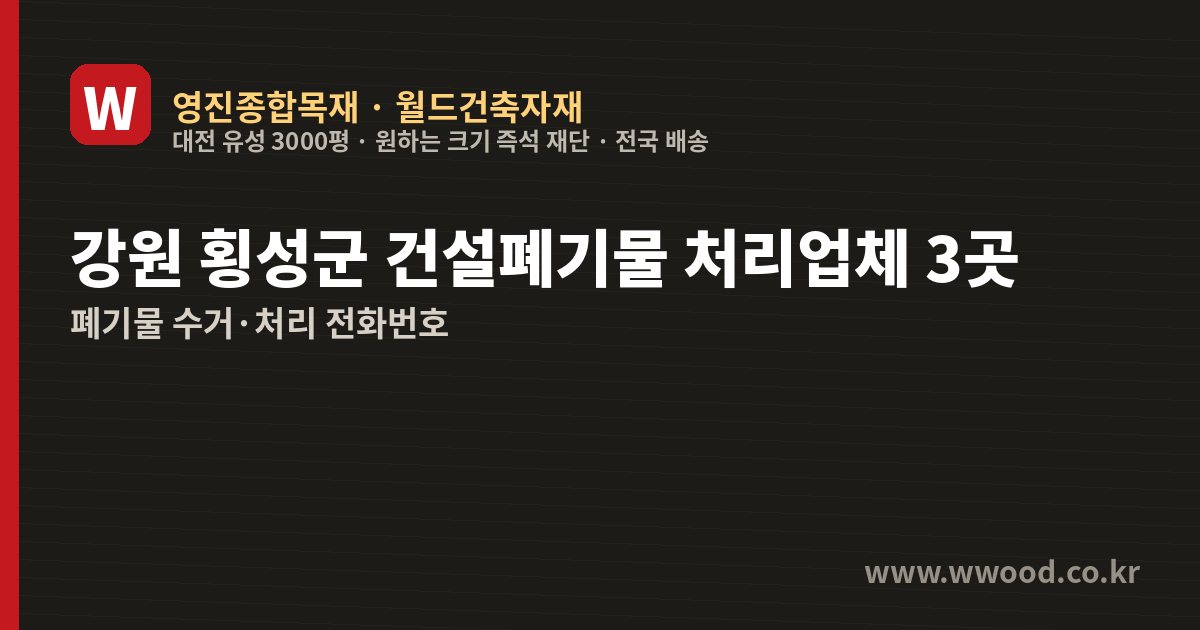 W
영진종합목재 · 월드건축자재
대전 유성 3000평 · 원하는 크기 즉석 재단 · 전국 배송
강원 횡성군 건설폐기물 처리업체 3곳
폐기물 수거·처리 전화번호
www.wwood.co.kr